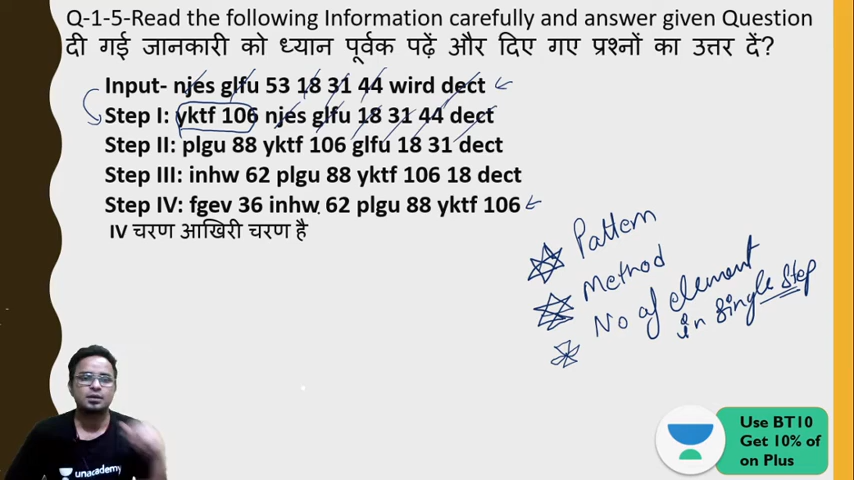 Q-1-5-Read the following Information carefully and answer given Question
दी गई जानकारी को ध्यान पूर्वक पढ़ें और दिए गए प्रश्नों का उत्तर दें?
Input- njes glfu 53 18 31 44 wird dect
Step I: yktf 106 njes glfu 18 31 44 dect
Step II: plgu 88 yktf 106 glfu 18 31 dect
Step III: inhw 62 plgu 88 yktf 106 18 dect
Step IV: fgev 36 inhw 62 plgu 88 yktf 106
IV चरण आखिरी चरण है
Pattern
Method
No of element
in single step
unacademy
Use BT10
Get 10% of
on Plus